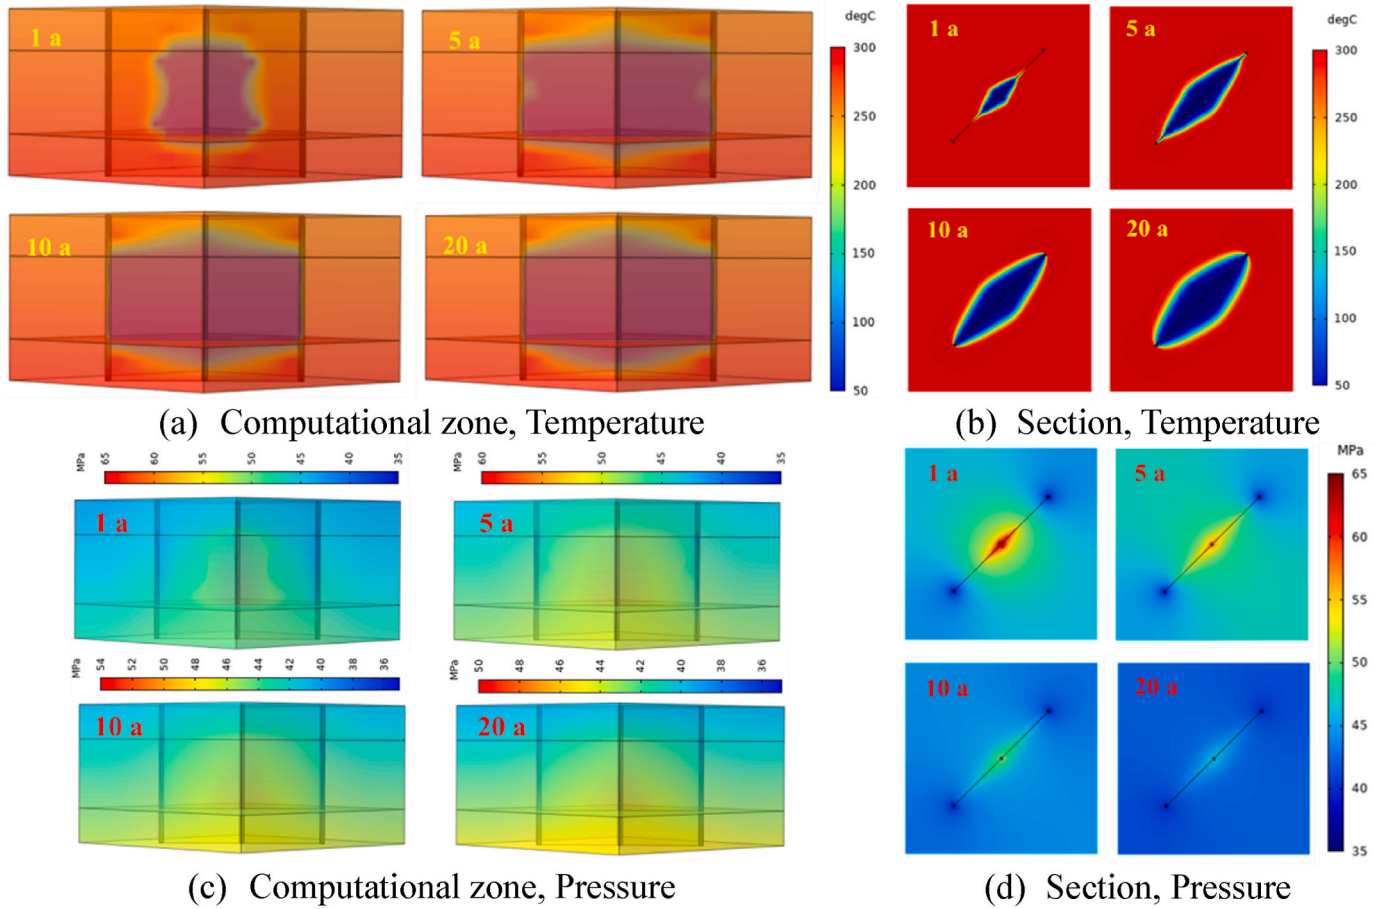 degC
1 a
5 a
300
250
200
150
100
50
10 a
20 a
degC
1 a
5 a
300
250
200
150
100
50
10 a
20 a
(a) Computational zone, Temperature
(b) Section, Temperature
MPa
65
60
55
50
45
40
35
1 a
MPa
60
55
50
45
40
35
5 a
MPa
54
52
50
48
46
44
42
40
38
36
10 a
MPa
50
48
46
44
42
40
38
36
20 a
MPa
1 a
5 a
65
60
55
50
45
40
35
10 a
20 a
(c) Computational zone, Pressure
(d) Section, Pressure